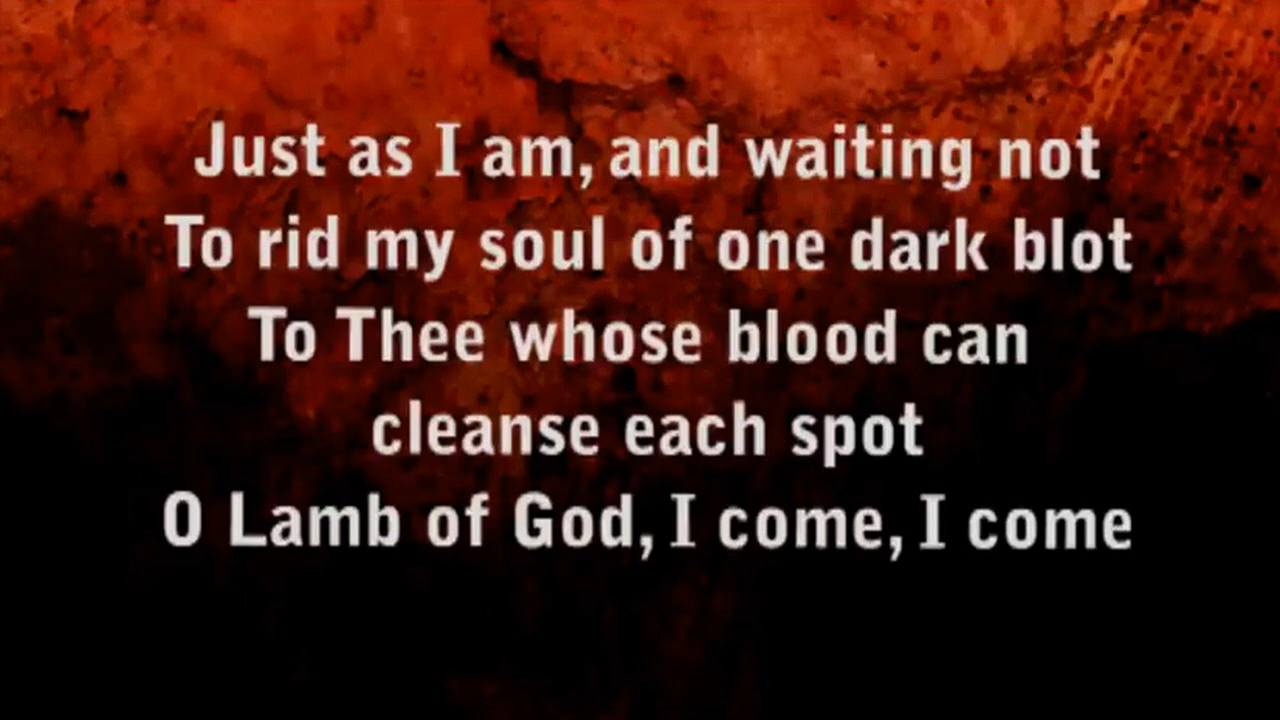 Just as I am, and waiting not
To rid my soul of one dark blot
To Thee whose blood can
cleanse each spot
O Lamb of God, I come, I come